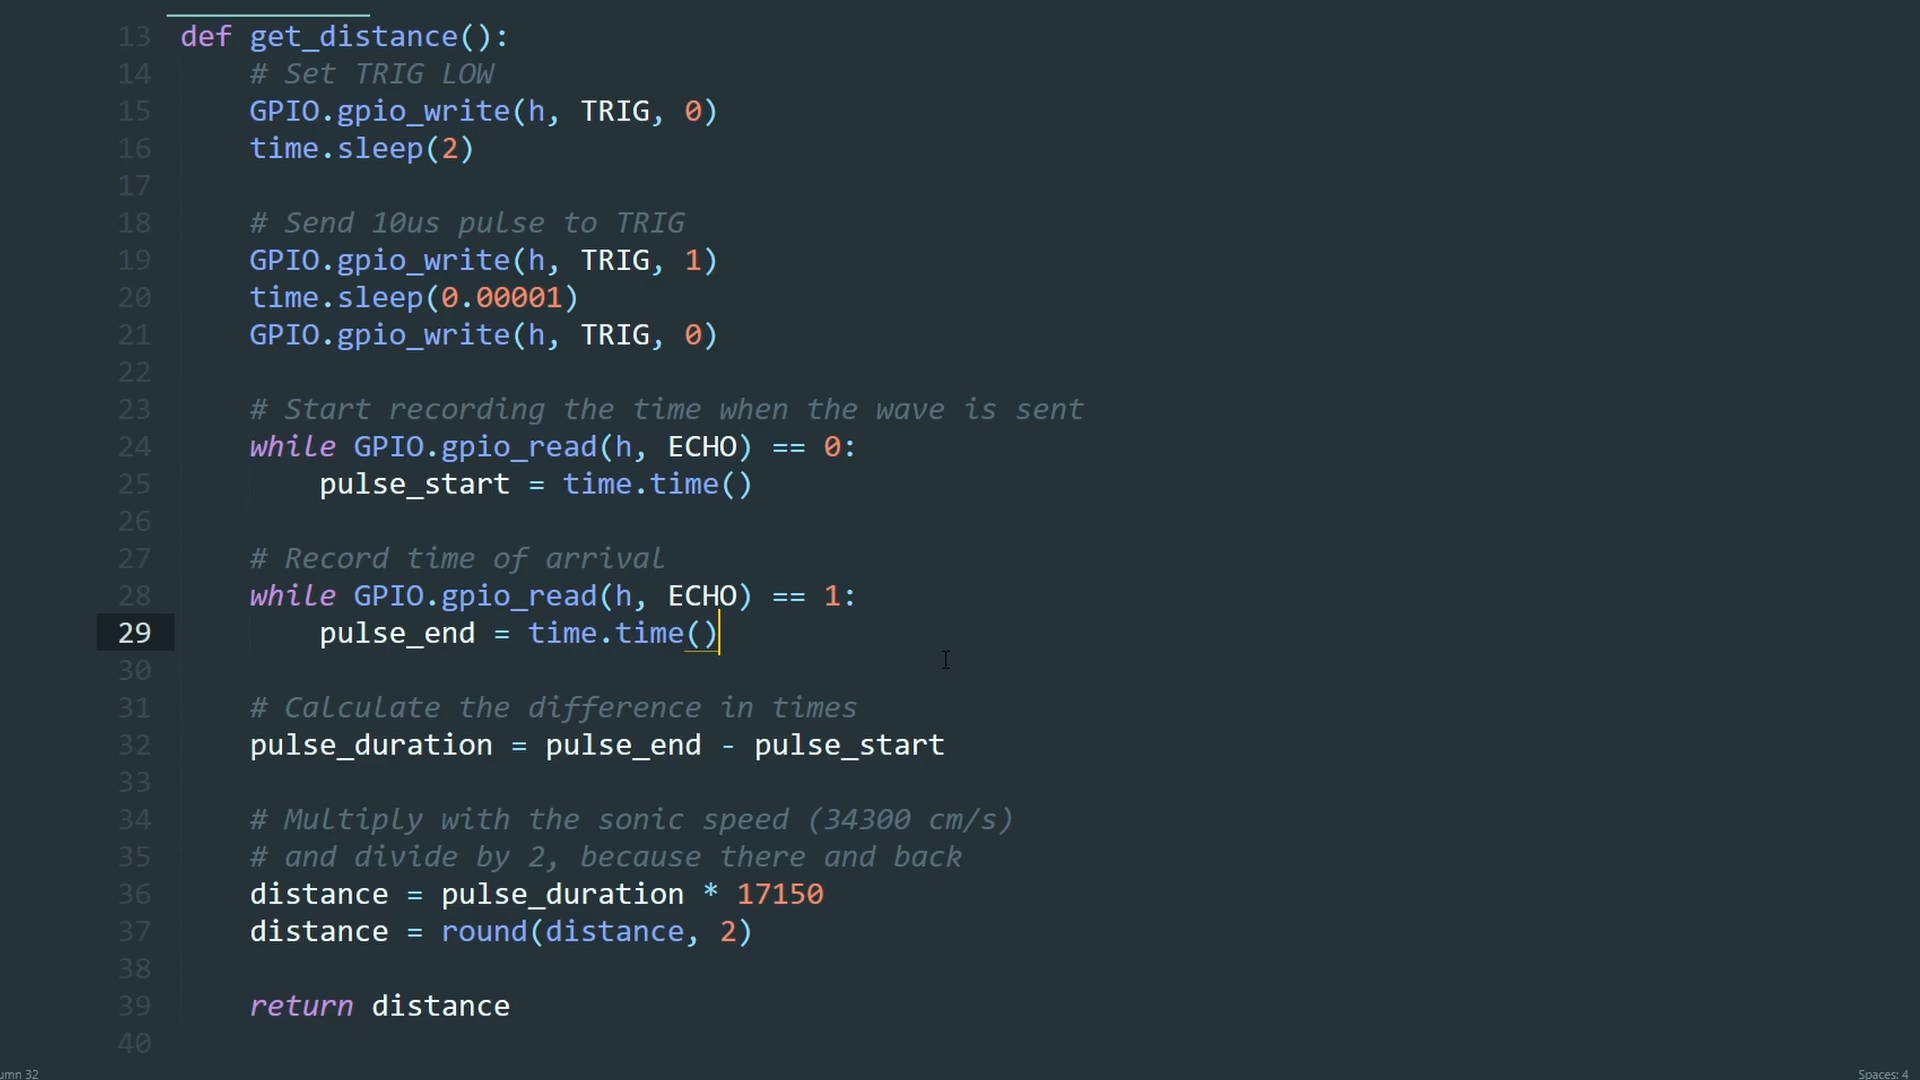 13 def get_distance():
14     # Set TRIG LOW
15     GPIO.gpio_write(h, TRIG, 0)
16     time.sleep(2)
17
18     # Send 10us pulse to TRIG
19     GPIO.gpio_write(h, TRIG, 1)
20     time.sleep(0.00001)
21     GPIO.gpio_write(h, TRIG, 0)
22
23     # Start recording the time when the wave is sent
24     while GPIO.gpio_read(h, ECHO) == 0:
25         pulse_start = time.time()
26
27     # Record time of arrival
28     while GPIO.gpio_read(h, ECHO) == 1:
29         pulse_end = time.time()
30
31     # Calculate the difference in times
32     pulse_duration = pulse_end - pulse_start
33
34     # Multiply with the sonic speed (34300 cm/s)
35     # and divide by 2, because there and back
36     distance = pulse_duration * 17150
37     distance = round(distance, 2)
38
39     return distance
40
umn 32
Spaces: 4